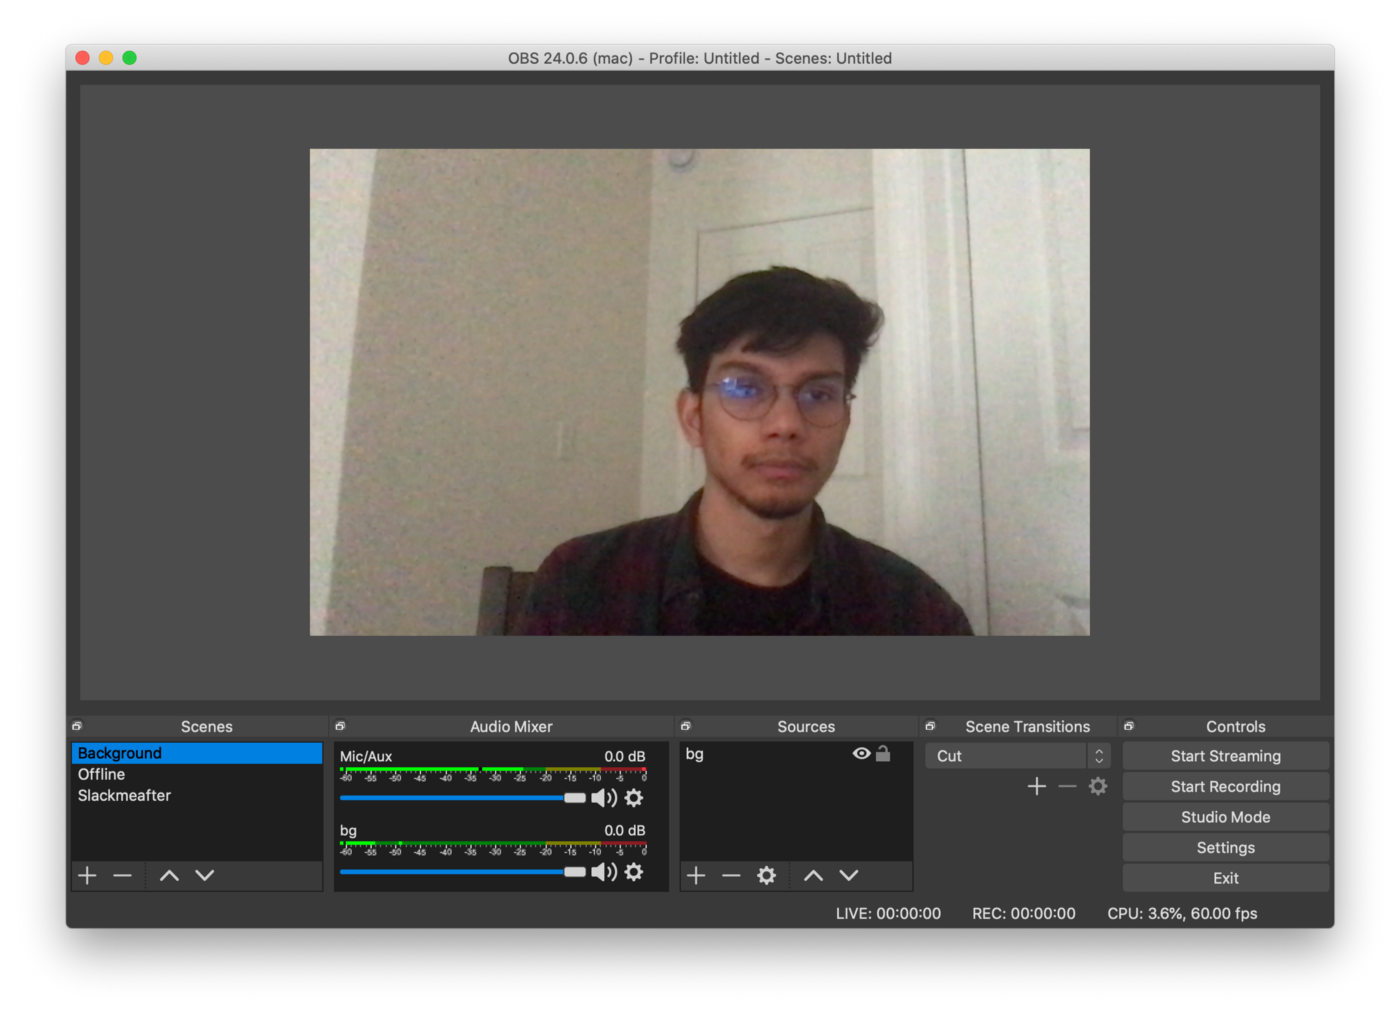 OBS 24.0.6 (mac) - Profile: Untitled - Scenes: Untitled
Scenes
Background
Offline
Slackmeafter
Audio Mixer
Mic/Aux 0.0 dB
-60 -55 -50 -45 -40 -35 -30 -25 -20 -15 -10 -5 0
bg 0.0 dB
-60 -55 -50 -45 -40 -35 -30 -25 -20 -15 -10 -5 0
Sources
bg
Scene Transitions
Cut
Controls
Start Streaming
Start Recording
Studio Mode
Settings
Exit
LIVE: 00:00:00 REC: 00:00:00 CPU: 3.6%, 60.00 fps